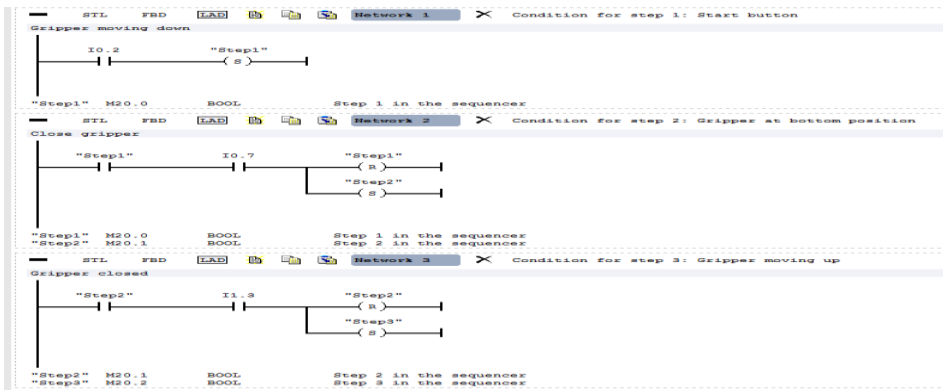 STL FBD LAD Network 1 Condition for step 1: Start button
Gripper moving down
I0.2 "Step1"
( S )
"Step1" M20.0 BOOL Step 1 in the sequencer
STL FBD LAD Network 2 Condition for step 2: Gripper at bottom position
Close gripper
"Step1" I0.7 "Step1"
( R )
"Step2"
( S )
"Step1" M20.0 BOOL Step 1 in the sequencer
"Step2" M20.1 BOOL Step 2 in the sequencer
STL FBD LAD Network 3 Condition for step 3: Gripper moving up
Gripper closed
"Step2" I1.3 "Step2"
( R )
"Step3"
( S )
"Step2" M20.1 BOOL Step 2 in the sequencer
"Step3" M20.2 BOOL Step 3 in the sequencer